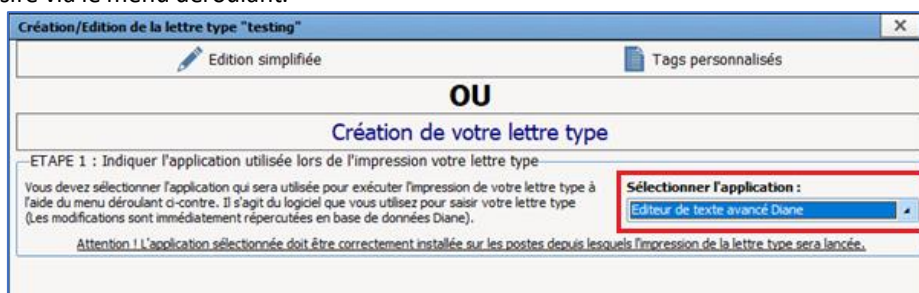 via le menu déroulant.
Création/Edition de la lettre type "testing"
Edition simplifiée
Tags personnalisés
OU
Création de votre lettre type
ETAPE 1 : Indiquer l'application utilisée lors de l'impression votre lettre type
Vous devez sélectionner l'application qui sera utilisée pour exécuter l'impression de votre lettre type à
l'aide du menu déroulant ci-contre. Il s'agit du logiciel que vous utilisez pour saisir votre lettre type
(Les modifications sont immédiatement répercutées en base de données Diane).
Sélectionner l'application :
Editeur de texte avancé Diane
Attention ! L'application sélectionnée doit être correctement installée sur les postes depuis lesquels l'impression de la lettre type sera lancée.